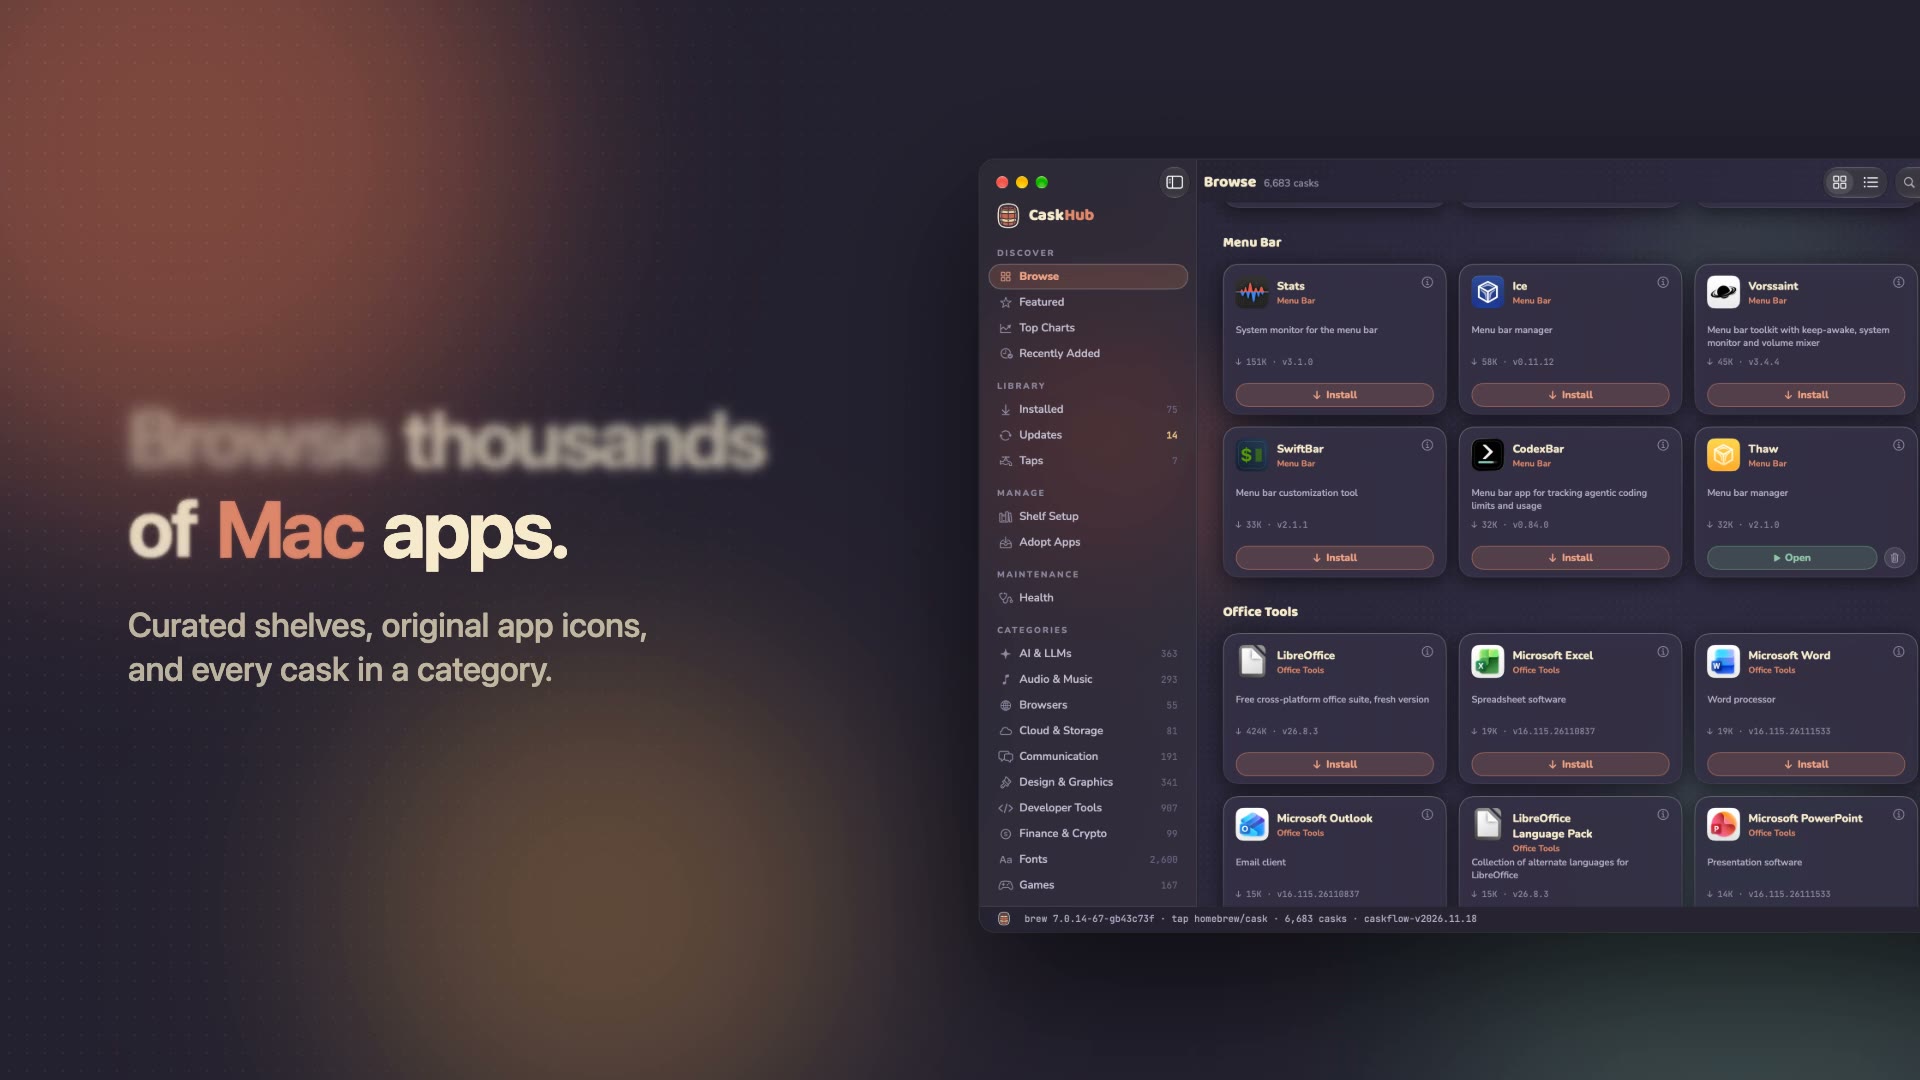 Browse thousands
of Mac apps.
Curated shelves, original app icons,
and every cask in a category.
CaskHub
DISCOVER
Browse
Featured
Top Charts
Recently Added
LIBRARY
Installed 75
Updates 14
Taps 7
MANAGE
Shelf Setup
Adopt Apps
MAINTENANCE
Health
CATEGORIES
AI & LLMs 363
Audio & Music 293
Browsers 55
Cloud & Storage 81
Communication 191
Design & Graphics 341
Developer Tools 907
Finance & Crypto 99
Aa Fonts 2,600
Games 167
Browse 6,683 casks
Menu Bar
Stats
Menu Bar
System monitor for the menu bar
↓ 151K · v3.1.0
↓ Install
Ice
Menu Bar
Menu bar manager
↓ 58K · v0.11.12
↓ Install
Vorssaint
Menu Bar
Menu bar toolkit with keep-awake, system
monitor and volume mixer
↓ 45K · v3.4.4
↓ Install
SwiftBar
Menu Bar
Menu bar customization tool
↓ 33K · v2.1.1
↓ Install
CodexBar
Menu Bar
Menu bar app for tracking agentic coding
limits and usage
↓ 32K · v0.84.0
↓ Install
Thaw
Menu Bar
Menu bar manager
↓ 32K · v2.1.0
Open
Office Tools
LibreOffice
Office Tools
Free cross-platform office suite, fresh version
↓ 424K · v26.8.3
↓ Install
Microsoft Excel
Office Tools
Spreadsheet software
↓ 19K · v16.115.26110837
↓ Install
Microsoft Word
Office Tools
Word processor
↓ 19K · v16.115.26111533
↓ Install
Microsoft Outlook
Office Tools
Email client
↓ 15K · v16.115.26110837
LibreOffice
Language Pack
Office Tools
Collection of alternate languages for
LibreOffice
↓ 15K · v26.8.3
Microsoft PowerPoint
Office Tools
Presentation software
↓ 14K · v16.115.26111533
brew 7.0.14-67-gb43c73f · tap homebrew/cask · 6,683 casks · caskflow-v2026.11.18